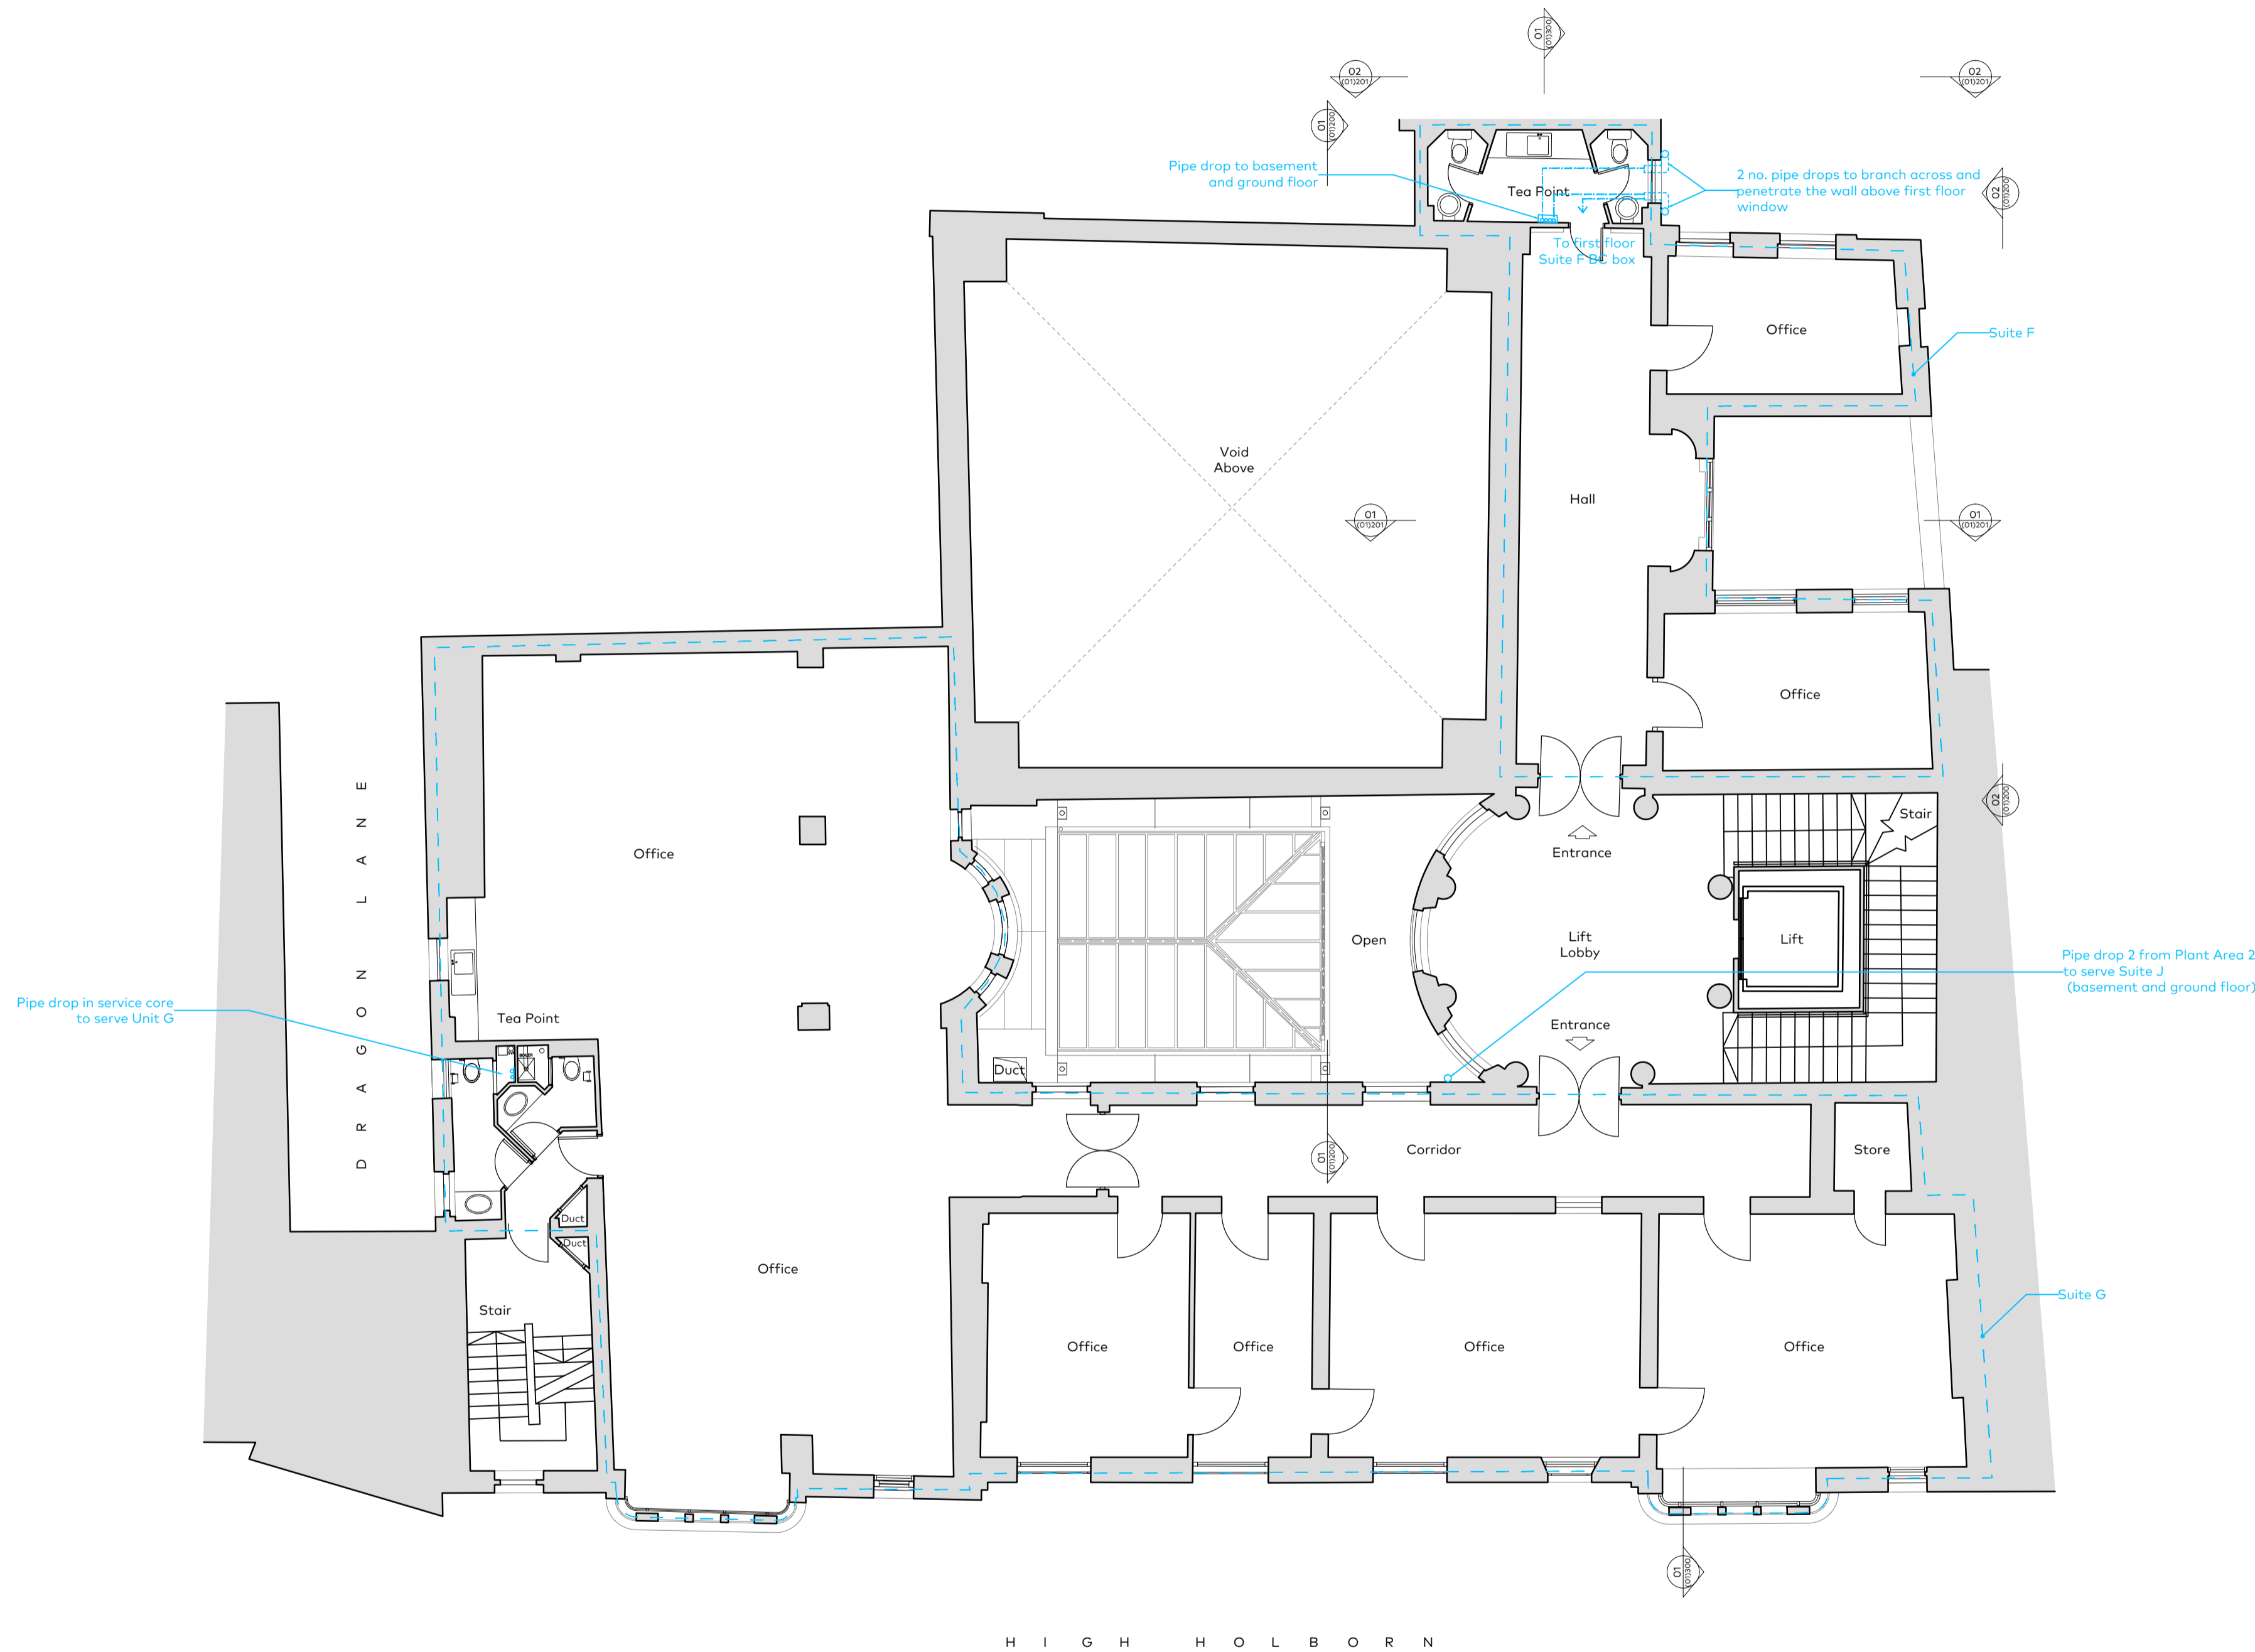 01
(01)300
02
(01)201
02
(01)201
01
(01)200
Pipe drop to basement
and ground floor
Tea Point
2 no. pipe drops to branch across and
penetrate the wall above first floor
window
02
(01)200
To first floor
Suite F BC box
Office
Suite F
Void
Above
Hall
01
(01)201
01
(01)201
Office
DRAGON LANE
02
(01)200
Stair
Office
Entrance
Open
Lift
Lobby
Lift
Pipe drop 2 from Plant Area 2
to serve Suite J
(basement and ground floor)
Pipe drop in service core
to serve Unit G
Tea Point
Entrance
BOILER
Duct
01
(01)200
Corridor
Store
Duct
Duct
Office
Stair
Suite G
Office
Office
Office
Office
01
(01)300
HIGH HOLBORN